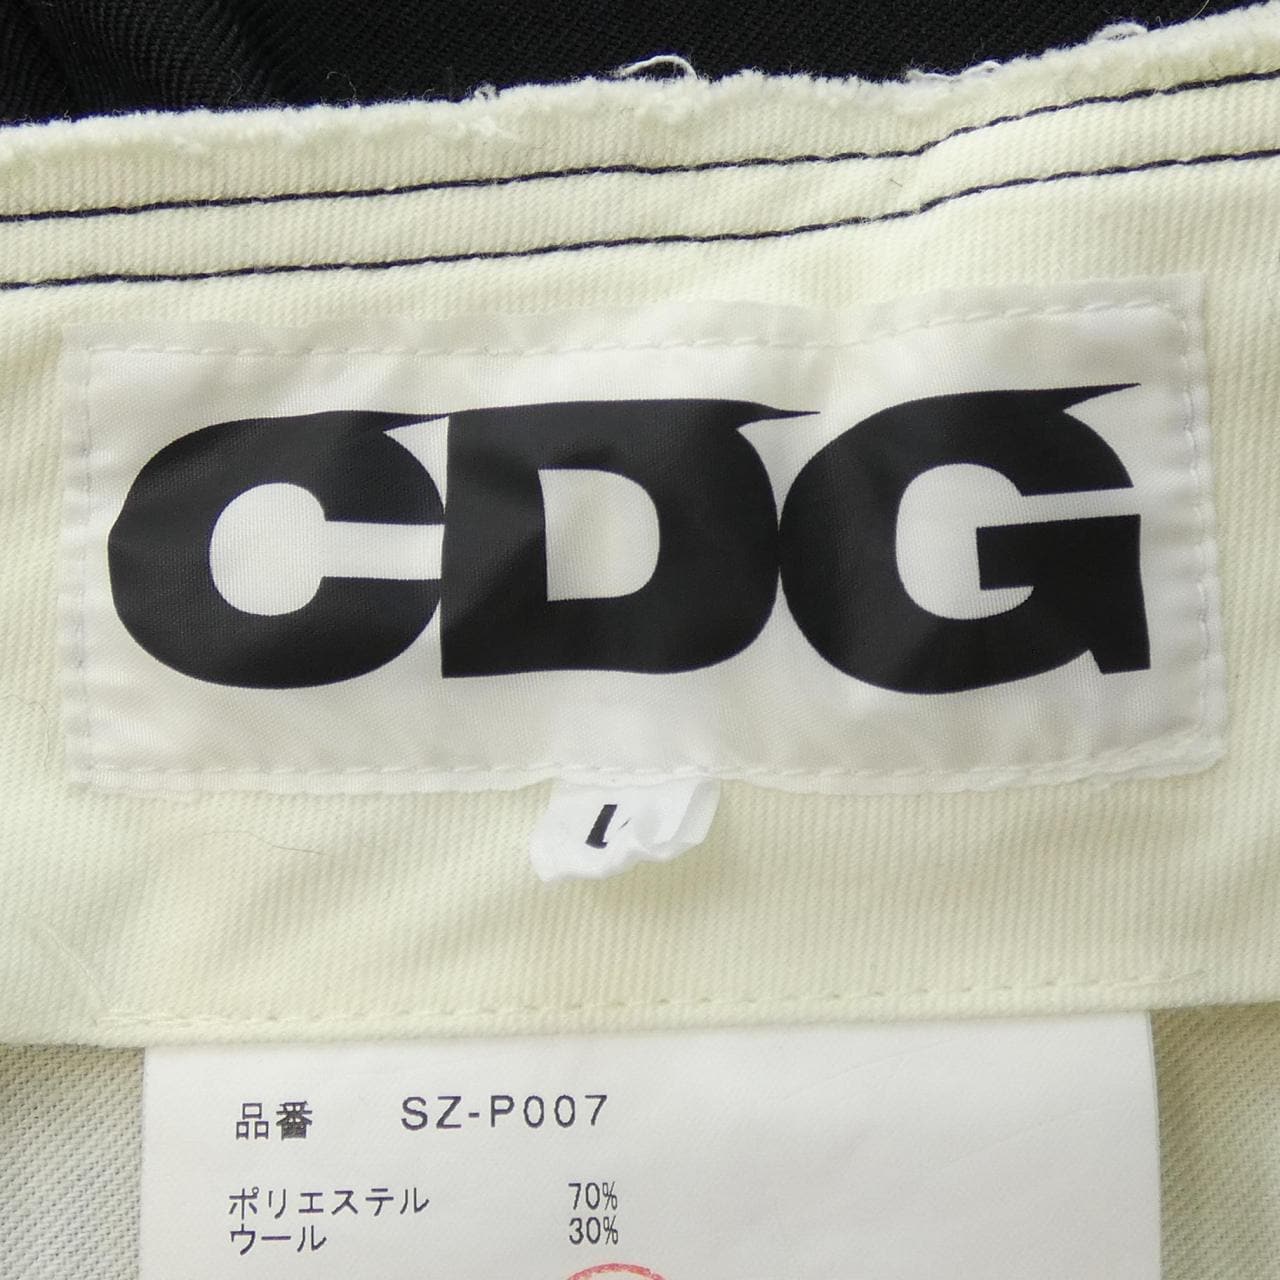 CDG
L
品番 SZ-P007
ポリエステル 70%
ウール 30%